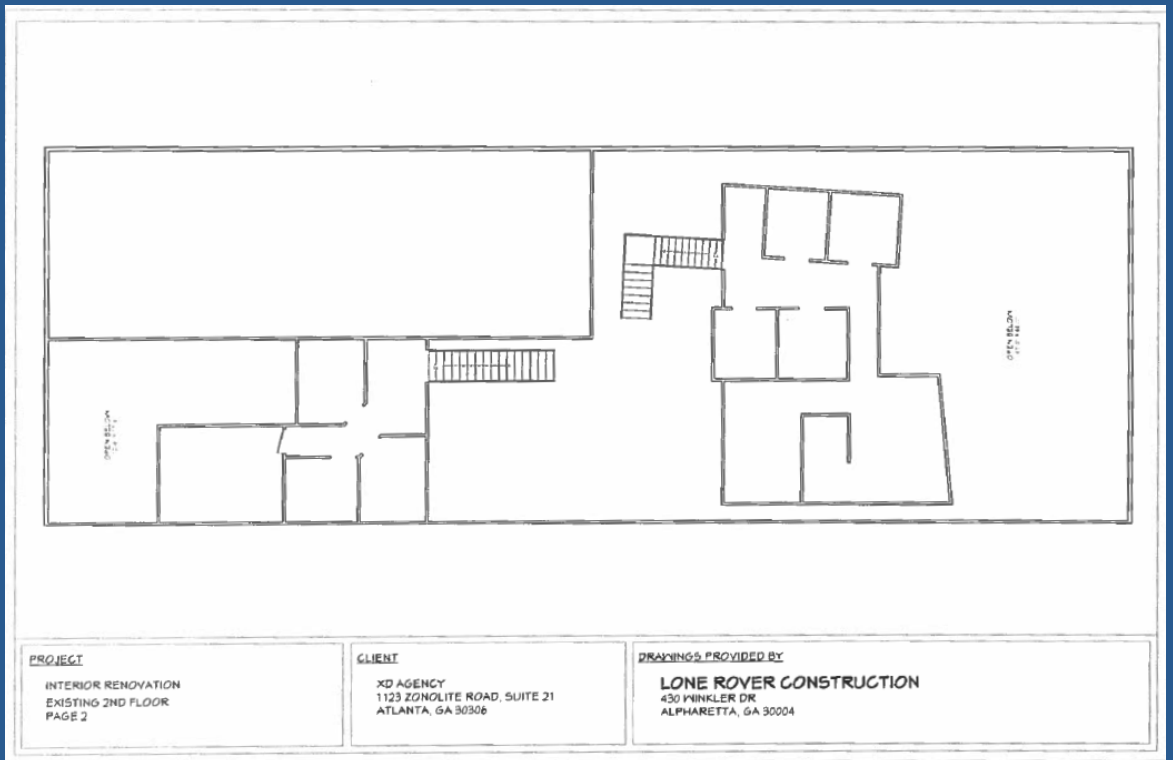 OPEN BELOW
OPEN BELOW
PROJECT
INTERIOR RENOVATION
EXISTING 2ND FLOOR
PAGE 2
CLIENT
XD AGENCY
1123 ZONOLITE ROAD, SUITE 21
ATLANTA, GA 30306
DRAWINGS PROVIDED BY
LONE ROVER CONSTRUCTION
430 WINKLER DR
ALPHARETTA, GA 30004